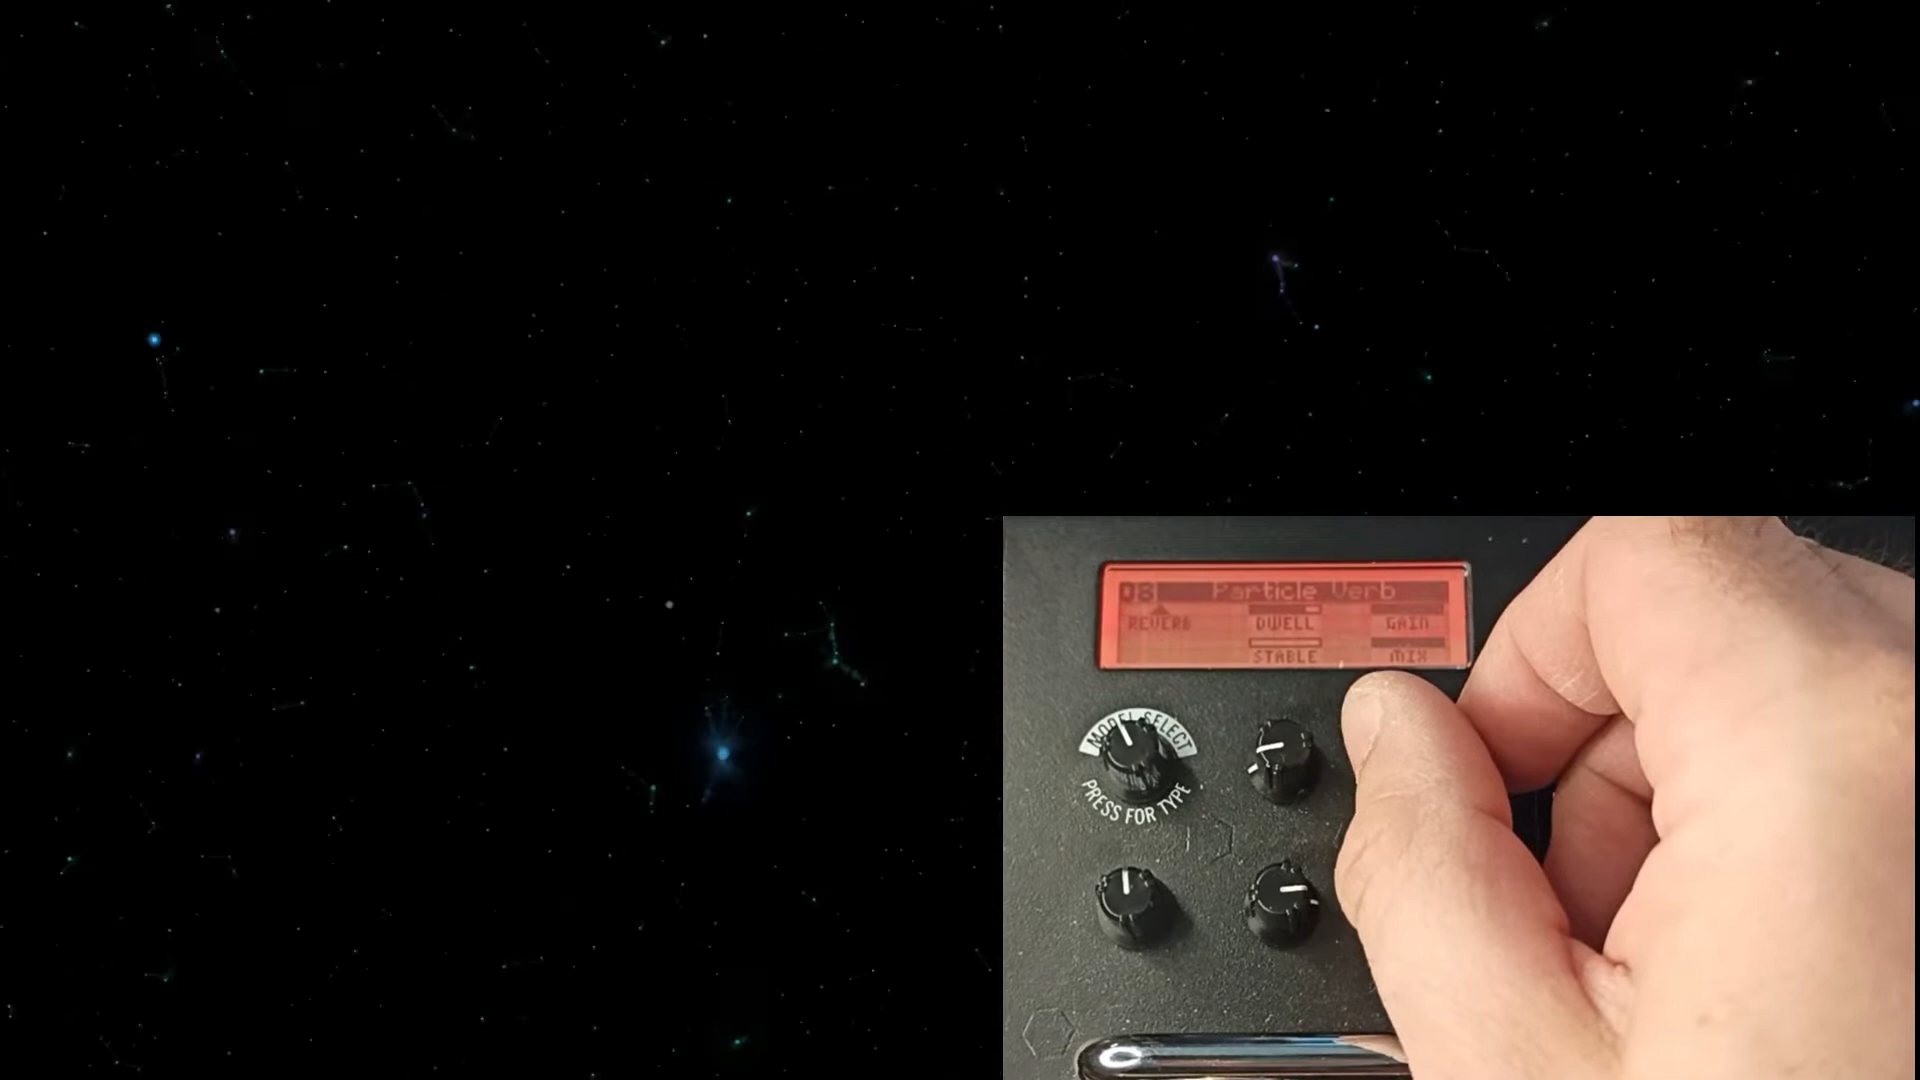 08 Particle Verb
REVERB DWELL GAIN
STABLE MIX
MODEL SELECT
PRESS FOR TYPE